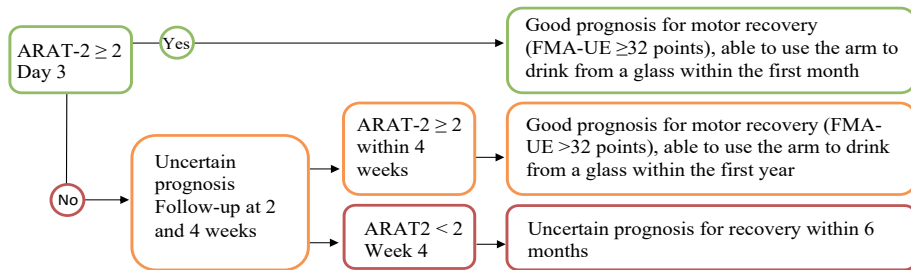 ARAT-2 ≥ 2
Day 3
Yes
Good prognosis for motor recovery
(FMA-UE ≥32 points), able to use the arm to
drink from a glass within the first month
No
Uncertain
prognosis
Follow-up at 2
and 4 weeks
ARAT-2 ≥ 2
within 4
weeks
Good prognosis for motor recovery (FMA-
UE >32 points), able to use the arm to drink
from a glass within the first year
ARAT2 < 2
Week 4
Uncertain prognosis for recovery within 6
months